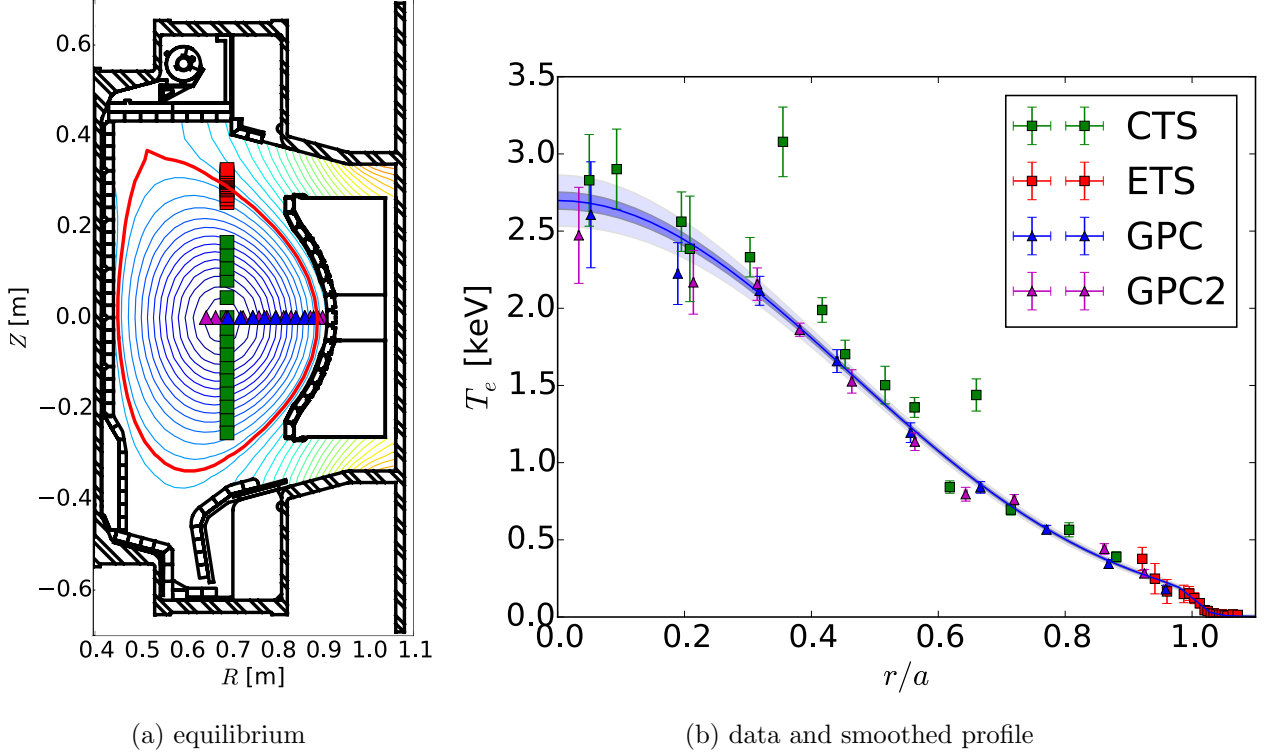 0.6
0.4
0.2
0.0
−0.2
−0.4
−0.6
Z [m]
0.4 0.5 0.6 0.7 0.8 0.9 1.0 1.1
R [m]
(a) equilibrium
3.5
3.0
2.5
2.0
1.5
1.0
0.5
0.0
T_e [keV]
CTS
ETS
GPC
GPC2
0.0 0.2 0.4 0.6 0.8 1.0
r/a
(b) data and smoothed profile